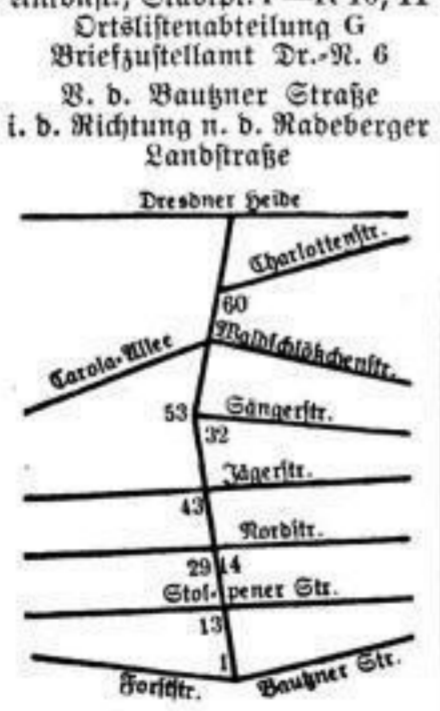 Ortslistenabteilung G
Briefzustellamt Dr.-N. 6
V. d. Bautzner Straße
i. d. Richtung n. d. Radeberger
Landstraße
Dresdner Heide
Charlottenstr.
60
Waldschlößchenstr.
Carola-Allee
53 Sängerstr.
32
Jägerstr.
43
Nordstr.
29 14
Stolpener Str.
13
1
Forststr. Bautzner Str.